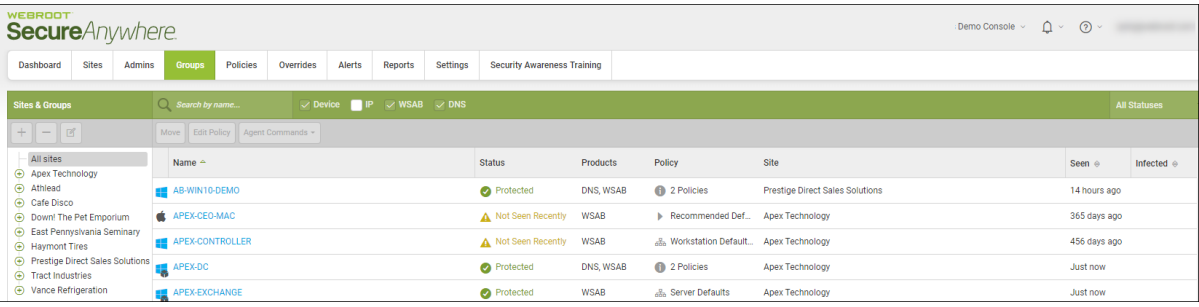 WEBROOT
SecureAnywhere.
Demo Console
Dashboard Sites Admins Groups Policies Overrides Alerts Reports Settings Security Awareness Training
Sites & Groups Search by name... Device IP WSAB DNS All Statuses
Move Edit Policy Agent Commands
All sites
Apex Technology
Athlead
Cafe Disco
Down! The Pet Emporium
East Pennyslvania Seminary
Haymont Tires
Prestige Direct Sales Solutions
Tract Industries
Vance Refrigeration
Name Status Products Policy Site Seen Infected
AB-WIN10-DEMO Protected DNS, WSAB 2 Policies Prestige Direct Sales Solutions 14 hours ago
APEX-CEO-MAC Not Seen Recently WSAB Recommended Def... Apex Technology 365 days ago
APEX-CONTROLLER Not Seen Recently WSAB Workstation Default... Apex Technology 456 days ago
APEX-DC Protected DNS, WSAB 2 Policies Apex Technology Just now
APEX-EXCHANGE Protected WSAB Server Defaults Apex Technology Just now